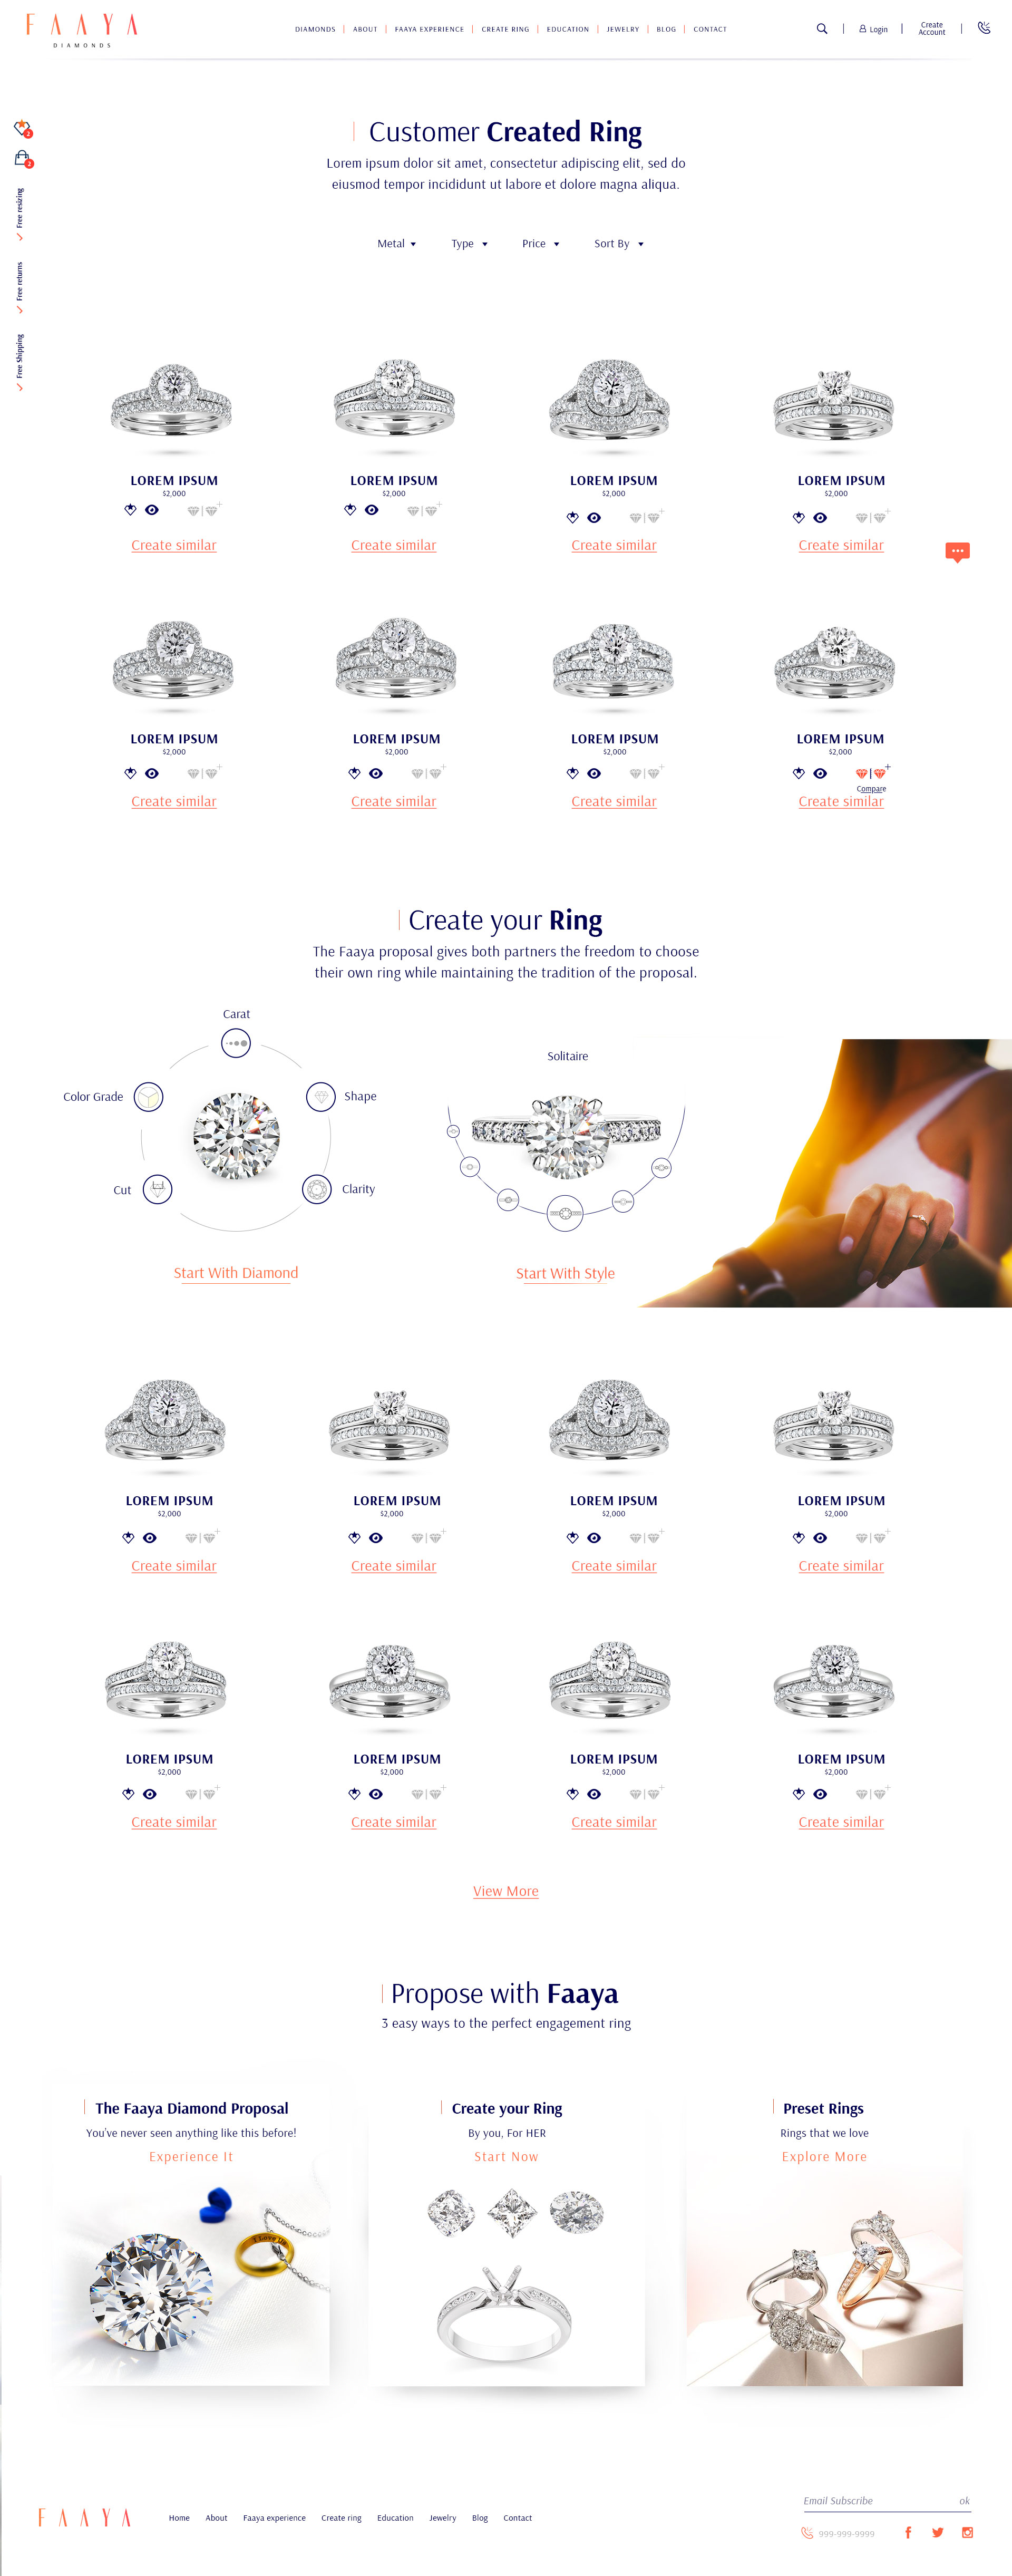 FAAYA
DIAMONDS
DIAMONDS ABOUT FAAYA EXPERIENCE CREATE RING EDUCATION JEWELRY BLOG CONTACT
Login
Create
Account
2
2
Free resizing
Free returns
Free Shipping
Customer Created Ring
Lorem ipsum dolor sit amet, consectetur adipiscing elit, sed do
eiusmod tempor incididunt ut labore et dolore magna aliqua.
Metal Type Price Sort By
LOREM IPSUM LOREM IPSUM LOREM IPSUM LOREM IPSUM
$2,000 $2,000 $2,000 $2,000
Create similar Create similar Create similar Create similar
LOREM IPSUM LOREM IPSUM LOREM IPSUM LOREM IPSUM
$2,000 $2,000 $2,000 $2,000
Compare
Create similar Create similar Create similar Create similar
Create your Ring
The Faaya proposal gives both partners the freedom to choose
their own ring while maintaining the tradition of the proposal.
Carat
Color Grade
Shape
Cut
Clarity
Start With Diamond
Solitaire
Start With Style
LOREM IPSUM LOREM IPSUM LOREM IPSUM LOREM IPSUM
$2,000 $2,000 $2,000 $2,000
Create similar Create similar Create similar Create similar
LOREM IPSUM LOREM IPSUM LOREM IPSUM LOREM IPSUM
$2,000 $2,000 $2,000 $2,000
Create similar Create similar Create similar Create similar
View More
Propose with Faaya
3 easy ways to the perfect engagement ring
The Faaya Diamond Proposal
You've never seen anything like this before!
Experience It
I Love
Create your Ring
By you, For HER
Start Now
Preset Rings
Rings that we love
Explore More
FAAYA
Home About Faaya experience Create ring Education Jewelry Blog Contact
Email Subscribe ok
999-999-9999